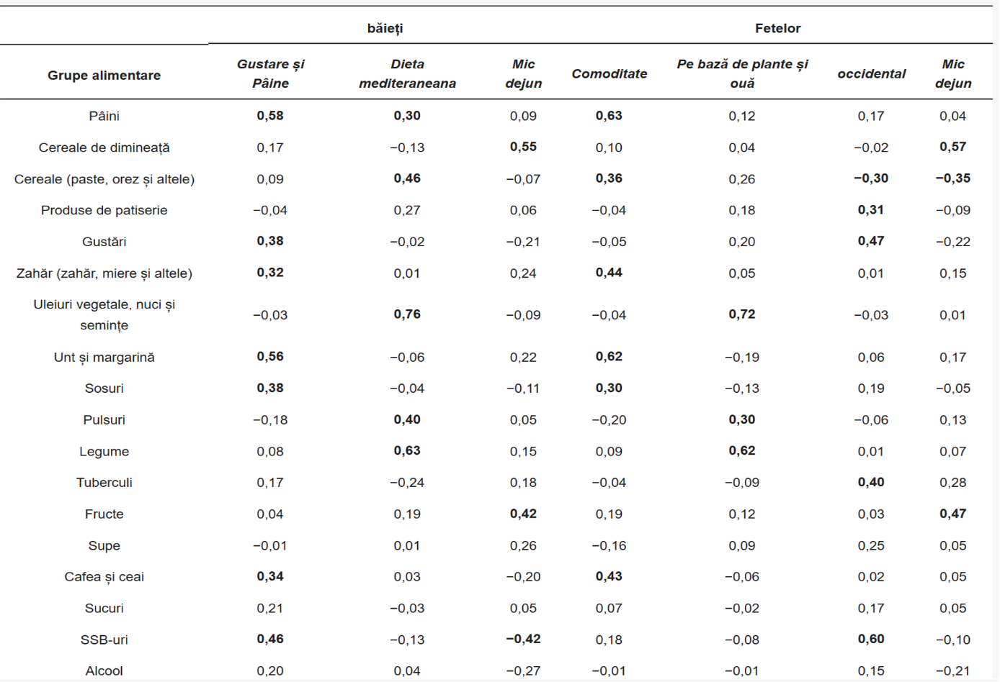 băieți Fetelor
Grupe alimentare Gustare și Pâine Dieta mediteraneana Mic dejun Comoditate Pe bază de plante și ouă occidental Mic dejun
Pâini 0,58 0,30 0,09 0,63 0,12 0,17 0,04
Cereale de dimineață 0,17 −0,13 0,55 0,10 0,04 −0,02 0,57
Cereale (paste, orez și altele) 0,09 0,46 −0,07 0,36 0,26 −0,30 −0,35
Produse de patiserie −0,04 0,27 0,06 −0,04 0,18 0,31 −0,09
Gustări 0,38 −0,02 −0,21 −0,05 0,20 0,47 −0,22
Zahăr (zahăr, miere și altele) 0,32 0,01 0,24 0,44 0,05 0,01 0,15
Uleiuri vegetale, nuci și semințe −0,03 0,76 −0,09 −0,04 0,72 −0,03 0,01
Unt și margarină 0,56 −0,06 0,22 0,62 −0,19 0,06 0,17
Sosuri 0,38 −0,04 −0,11 0,30 −0,13 0,19 −0,05
Pulsuri −0,18 0,40 0,05 −0,20 0,30 −0,06 0,13
Legume 0,08 0,63 0,15 0,09 0,62 0,01 0,07
Tuberculi 0,17 −0,24 0,18 −0,04 −0,09 0,40 0,28
Fructe 0,04 0,19 0,42 0,19 0,12 0,03 0,47
Supe −0,01 0,01 0,26 −0,16 0,09 0,25 0,05
Cafea și ceai 0,34 0,03 −0,20 0,43 −0,06 0,02 0,05
Sucuri 0,21 −0,03 0,05 0,07 −0,02 0,17 0,05
SSB-uri 0,46 −0,13 −0,42 0,18 −0,08 0,60 −0,10
Alcool 0,20 0,04 −0,27 −0,01 −0,01 0,15 −0,21